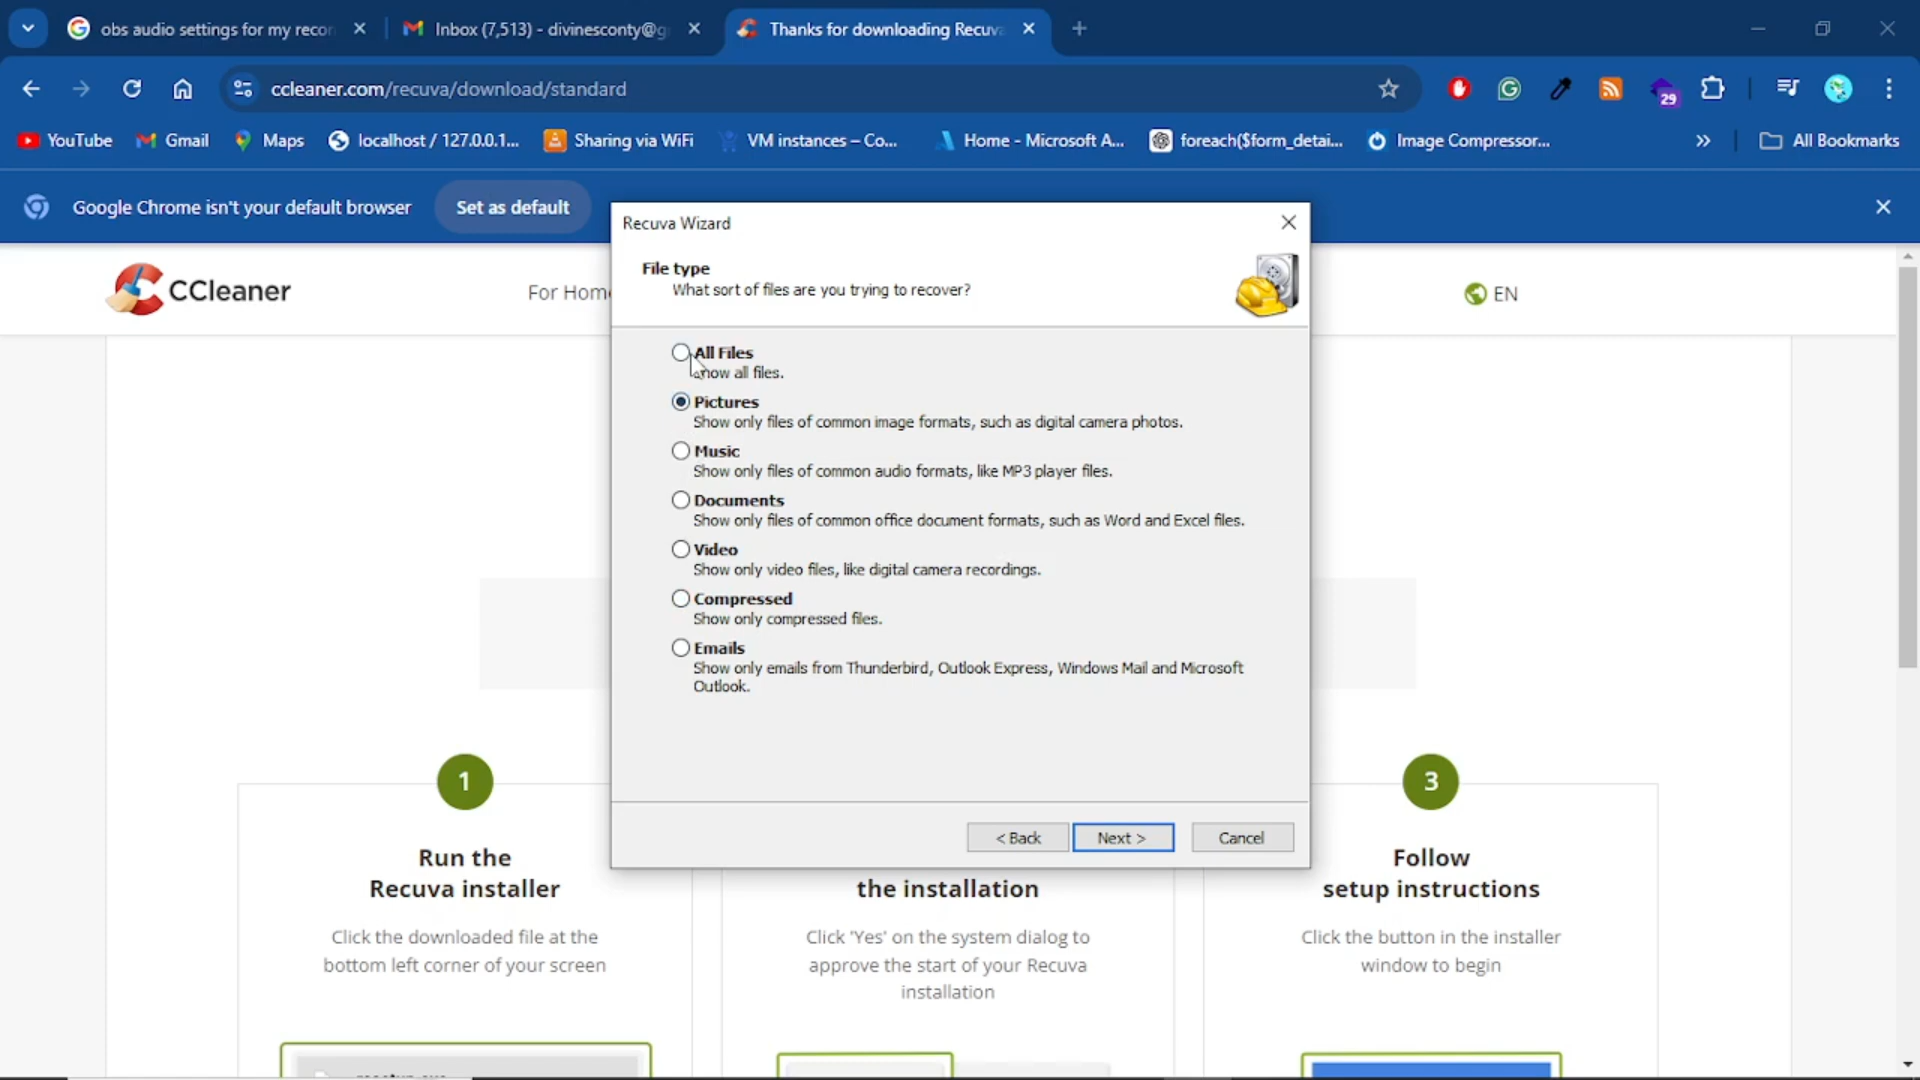 obs audio settings for my recor
Inbox (7,513) - divinesconty@g
Thanks for downloading Recuva
ccleaner.com/recuva/download/standard
29
YouTube
Gmail
Maps
localhost / 127.0.0.1...
Sharing via WiFi
VM instances – Co...
Home - Microsoft A...
foreach($form_detai...
Image Compressor...
All Bookmarks
Google Chrome isn't your default browser
Set as default
CCleaner
For Home
EN
Recuva Wizard
File type
What sort of files are you trying to recover?
All Files
Show all files.
Pictures
Show only files of common image formats, such as digital camera photos.
Music
Show only files of common audio formats, like MP3 player files.
Documents
Show only files of common office document formats, such as Word and Excel files.
Video
Show only video files, like digital camera recordings.
Compressed
Show only compressed files.
Emails
Show only emails from Thunderbird, Outlook Express, Windows Mail and Microsoft
Outlook.
< Back
Next >
Cancel
1
Run the
Recuva installer
Click the downloaded file at the
bottom left corner of your screen
the installation
Click 'Yes' on the system dialog to
approve the start of your Recuva
installation
3
Follow
setup instructions
Click the button in the installer
window to begin